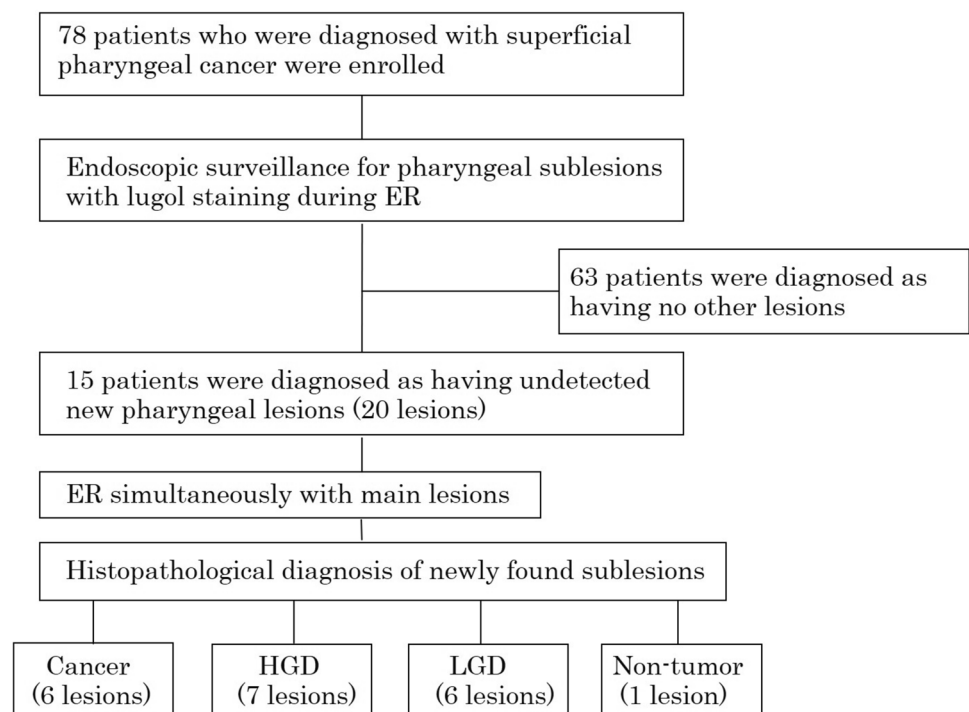 78 patients who were diagnosed with superficial
pharyngeal cancer were enrolled
Endoscopic surveillance for pharyngeal sublesions
with lugol staining during ER
63 patients were diagnosed as
having no other lesions
15 patients were diagnosed as having undetected
new pharyngeal lesions (20 lesions)
ER simultaneously with main lesions
Histopathological diagnosis of newly found sublesions
Cancer
(6 lesions)
HGD
(7 lesions)
LGD
(6 lesions)
Non-tumor
(1 lesion)